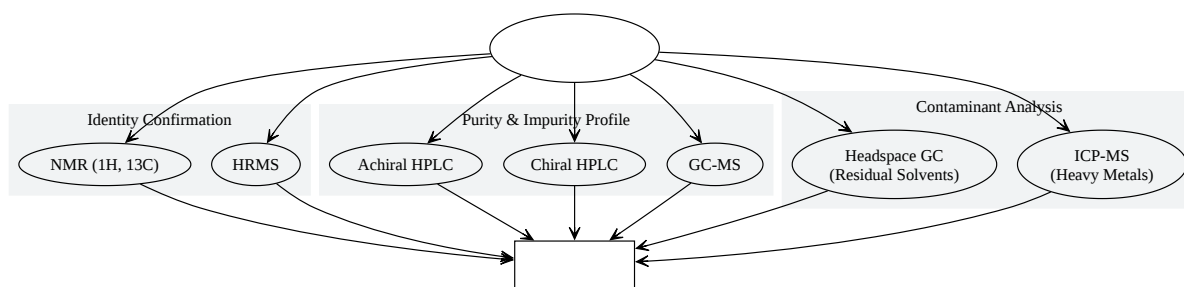 Identity Confirmation
Purity & Impurity Profile
Contaminant Analysis
NMR (1H, 13C)
HRMS
Achiral HPLC
Chiral HPLC
GC-MS
Headspace GC
(Residual Solvents)
ICP-MS
(Heavy Metals)